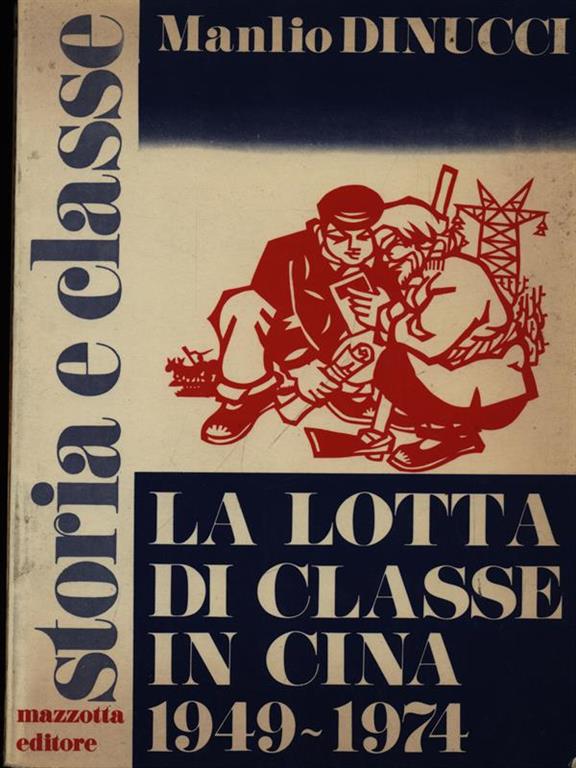 Manlio DINUCCI
storia e classe
LA LOTTA
DI CLASSE
IN CINA
1949~1974
mazzotta
editore